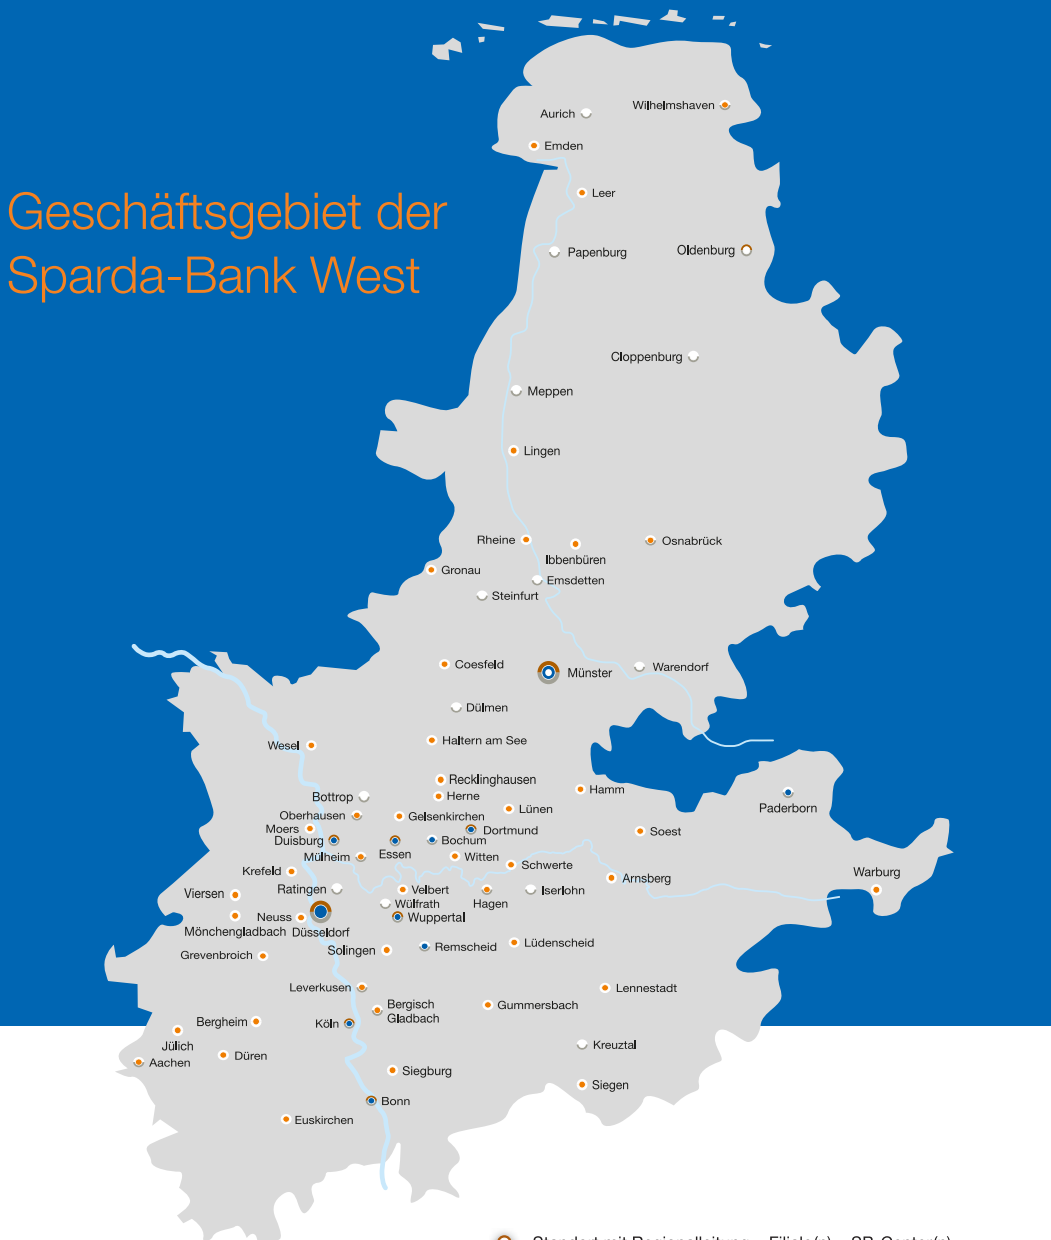 Geschäftsgebiet der
Sparda-Bank West
Wilhelmshaven
Aurich
Emden
Leer
Papenburg
Oldenburg
Cloppenburg
Meppen
Lingen
Rheine
Ibbenbüren
Osnabrück
Gronau
Emsdetten
Steinfurt
Coesfeld
Münster
Warendorf
Dülmen
Haltern am See
Wesel
Recklinghausen
Hamm
Bottrop
Herne
Paderborn
Oberhausen
Gelsenkirchen
Lünen
Moers
Dortmund
Soest
Duisburg
Essen
Bochum
Mülheim
Witten
Schwerte
Krefeld
Arnsberg
Warburg
Viersen
Ratingen
Velbert
Hagen
Iserlohn
Wülfrath
Neuss
Wuppertal
Mönchengladbach
Düsseldorf
Grevenbroich
Solingen
Remscheid
Lüdenscheid
Leverkusen
Lennestadt
Bergisch
Gladbach
Gummersbach
Bergheim
Köln
Jülich
Kreuztal
Aachen
Düren
Siegburg
Siegen
Bonn
Euskirchen